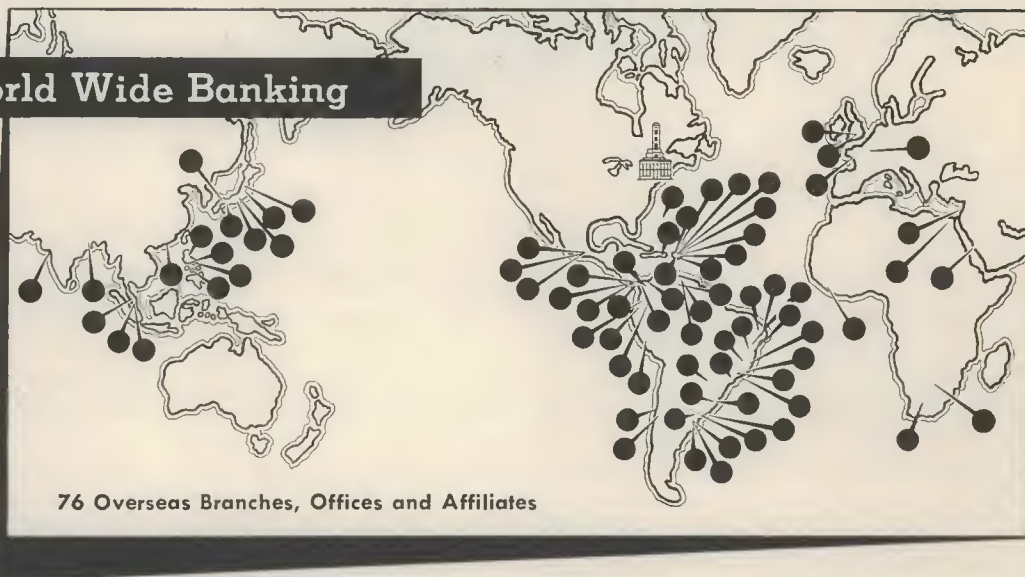 orld Wide Banking
76 Overseas Branches, Offices and Affiliates